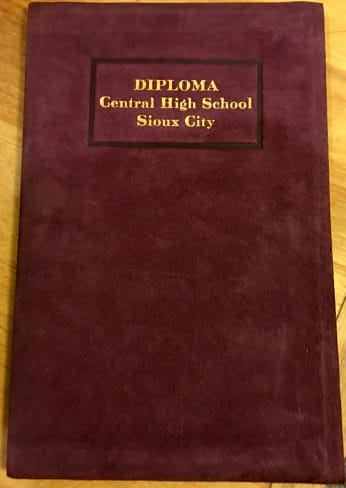 DIPLOMA
Central High School
Sioux City